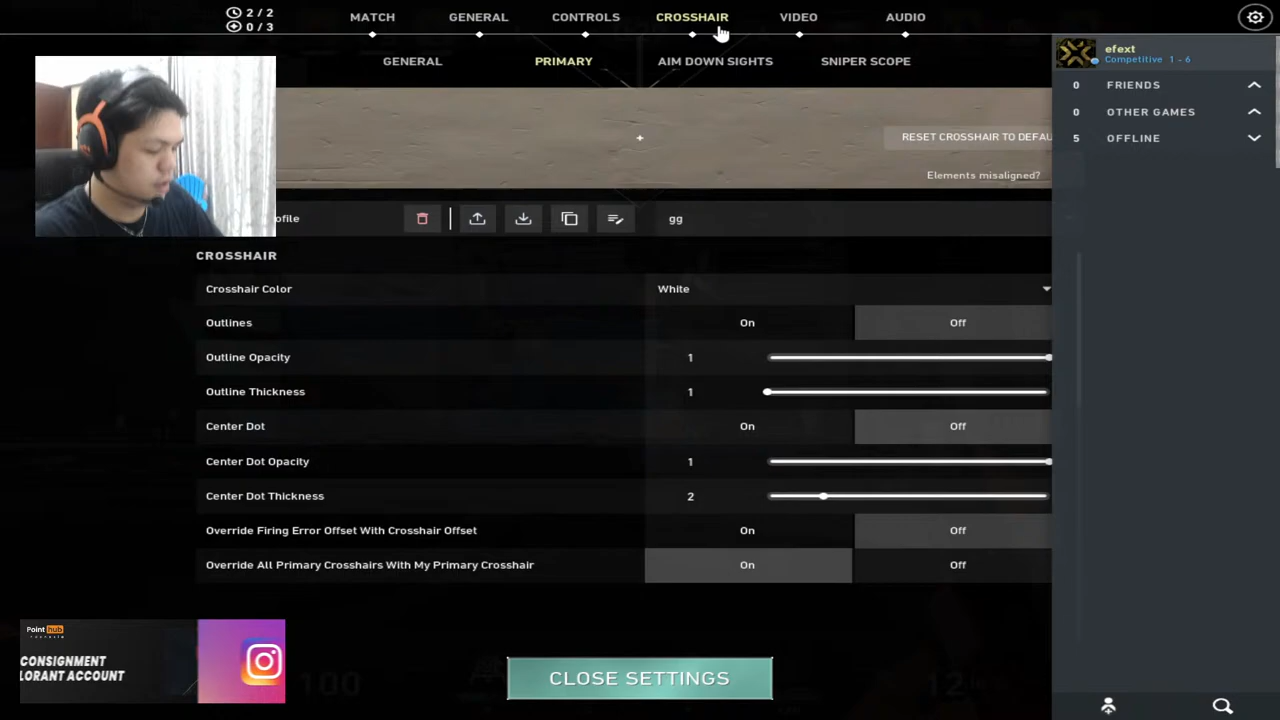 2 / 2
0 / 3
MATCH
GENERAL
CONTROLS
CROSSHAIR
VIDEO
AUDIO
GENERAL
PRIMARY
AIM DOWN SIGHTS
SNIPER SCOPE
efext
Competitive 1 - 6
0 FRIENDS
0 OTHER GAMES
5 OFFLINE
RESET CROSSHAIR TO DEFAU
Elements misaligned?
ofile
gg
CROSSHAIR
Crosshair Color White
Outlines On Off
Outline Opacity 1
Outline Thickness 1
Center Dot On Off
Center Dot Opacity 1
Center Dot Thickness 2
Override Firing Error Offset With Crosshair Offset On Off
Override All Primary Crosshairs With My Primary Crosshair On Off
Point hub
CONSIGNMENT
LORANT ACCOUNT
100
CLOSE SETTINGS
12